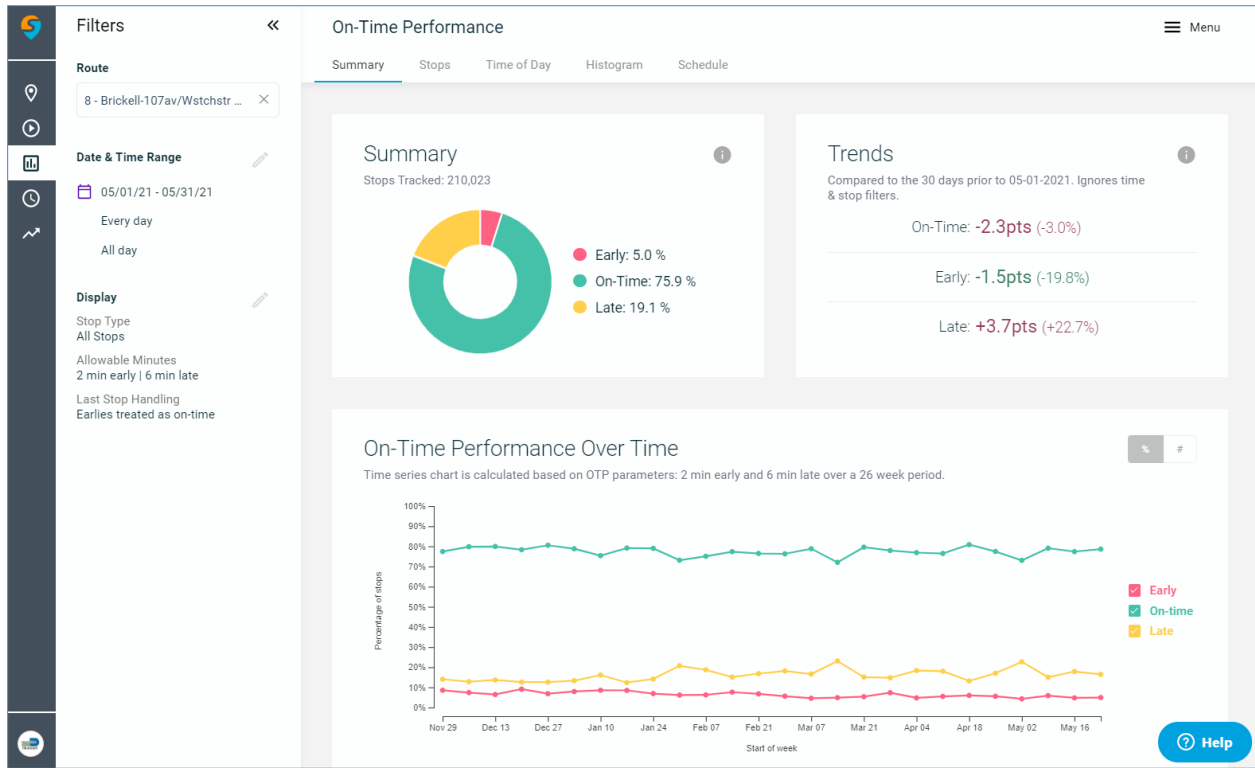 Filters
Route
8 - Brickell-107av/Wstchstr ...
Date & Time Range
05/01/21 - 05/31/21
Every day
All day
Display
Stop Type
All Stops
Allowable Minutes
2 min early | 6 min late
Last Stop Handling
Earlies treated as on-time
On-Time Performance
Menu
Summary Stops Time of Day Histogram Schedule
Summary
Stops Tracked: 210,023
Early: 5.0 %
On-Time: 75.9 %
Late: 19.1 %
Trends
Compared to the 30 days prior to 05-01-2021. Ignores time
& stop filters.
On-Time: -2.3pts (-3.0%)
Early: -1.5pts (-19.8%)
Late: +3.7pts (+22.7%)
On-Time Performance Over Time
% #
Time series chart is calculated based on OTP parameters: 2 min early and 6 min late over a 26 week period.
Percentage of stops
100%
90%
80%
70%
60%
50%
40%
30%
20%
10%
0%
Nov 29 Dec 13 Dec 27 Jan 10 Jan 24 Feb 07 Feb 21 Mar 07 Mar 21 Apr 04 Apr 18 May 02 May 16
Start of week
Early
On-time
Late
Help